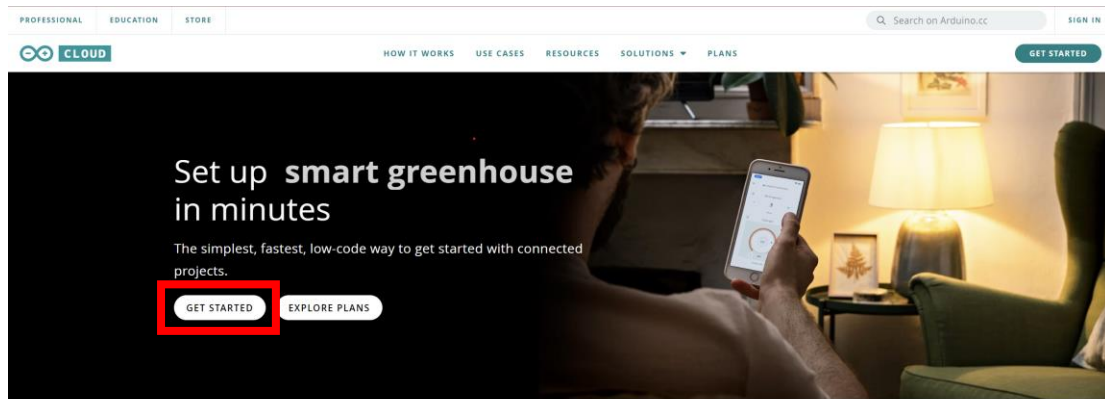 PROFESSIONAL EDUCATION STORE Search on Arduino.cc SIGN IN
CLOUD HOW IT WORKS USE CASES RESOURCES SOLUTIONS PLANS GET STARTED
Set up smart greenhouse
in minutes
The simplest, fastest, low-code way to get started with connected
projects.
GET STARTED EXPLORE PLANS